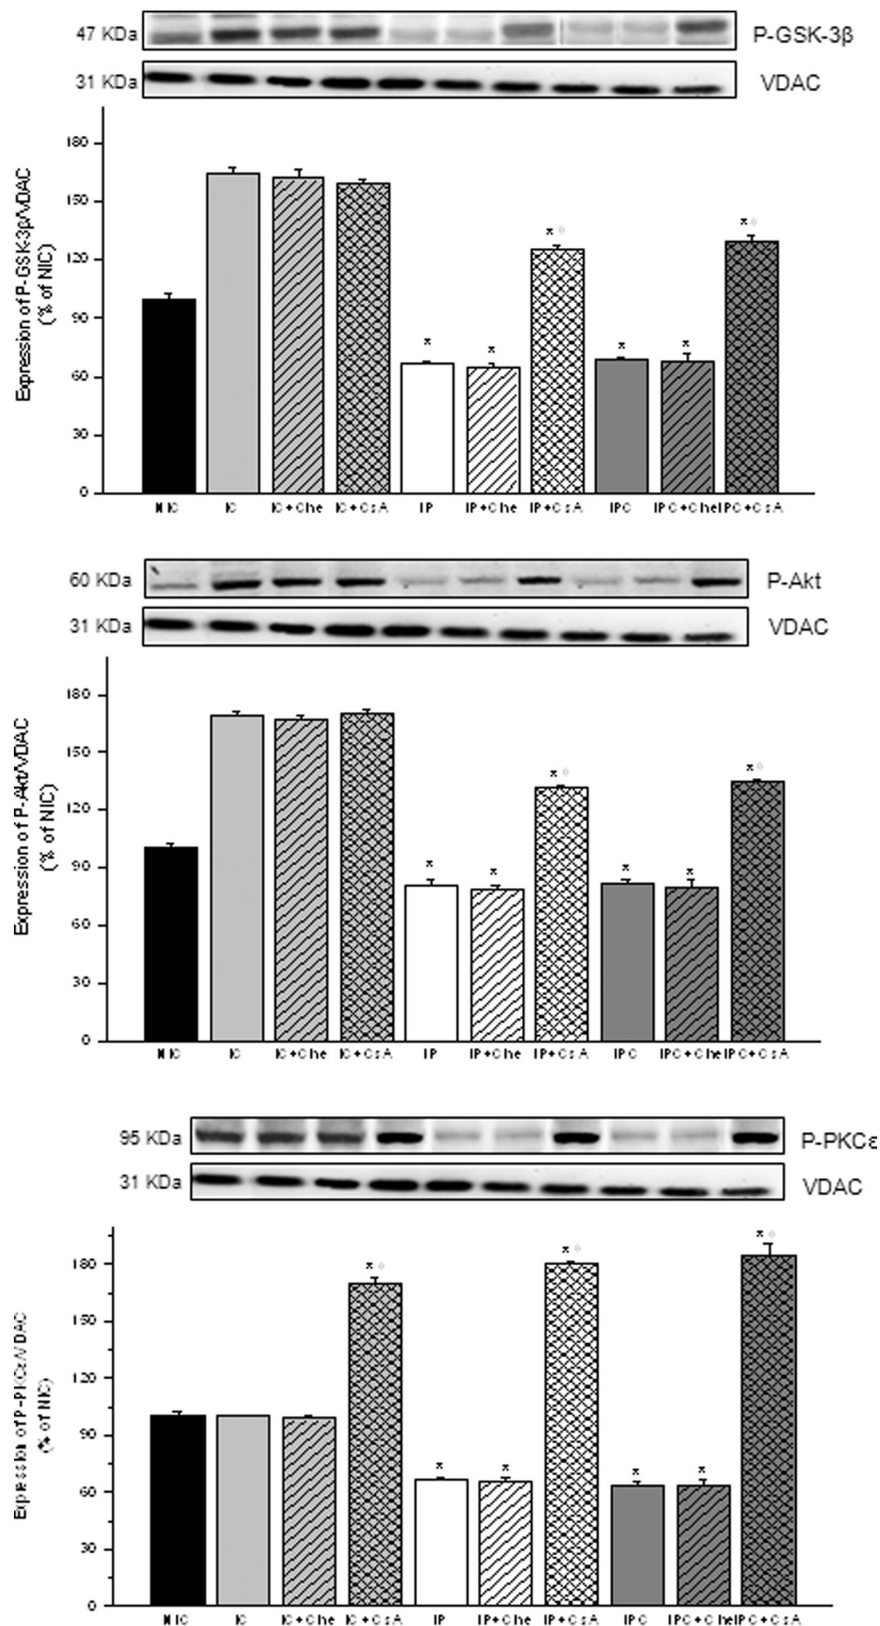 47 KDa
P-GSK-3β
31 KDa
VDAC
Expression of P-GSK-3β/VDAC
(% of NIC)
180
150
120
90
60
30
0
* ◊
* ◊
*
*
*
*
NIC IC IC+Che IC+CsA IP IP+Che IP+CsA IPC IPC+Che IPC+CsA
60 KDa
P-Akt
31 KDa
VDAC
Expression of P-Akt/VDAC
(% of NIC)
180
150
120
90
60
30
0
* ◊
* ◊
*
*
*
*
NIC IC IC+Che IC+CsA IP IP+Che IP+CsA IPC IPC+Che IPC+CsA
95 KDa
P-PKCε
31 KDa
VDAC
Expression of P-PKCε/VDAC
(% of NIC)
180
150
120
90
60
30
0
* ◊
* ◊
* ◊
*
*
*
*
NIC IC IC+Che IC+CsA IP IP+Che IP+CsA IPC IPC+Che IPC+CsA